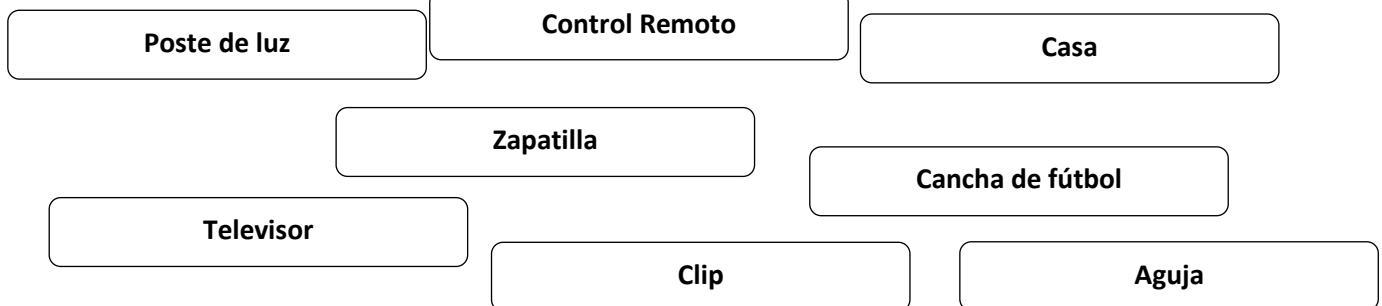 Poste de luz
Control Remoto
Casa
Zapatilla
Cancha de fútbol
Televisor
Clip
Aguja